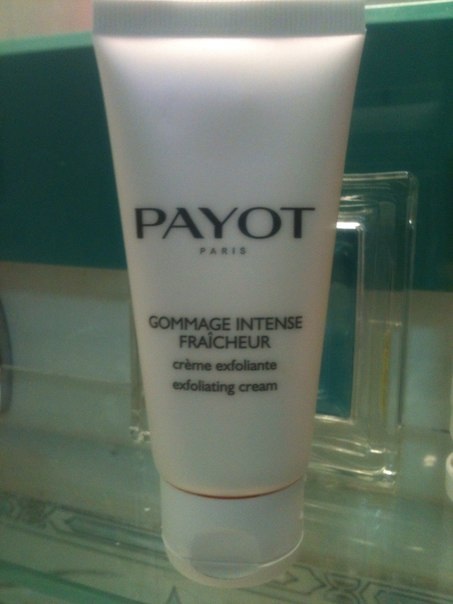 PAYOT
PARIS
GOMMAGE INTENSE
FRAÎCHEUR
crème exfoliante
exfoliating cream